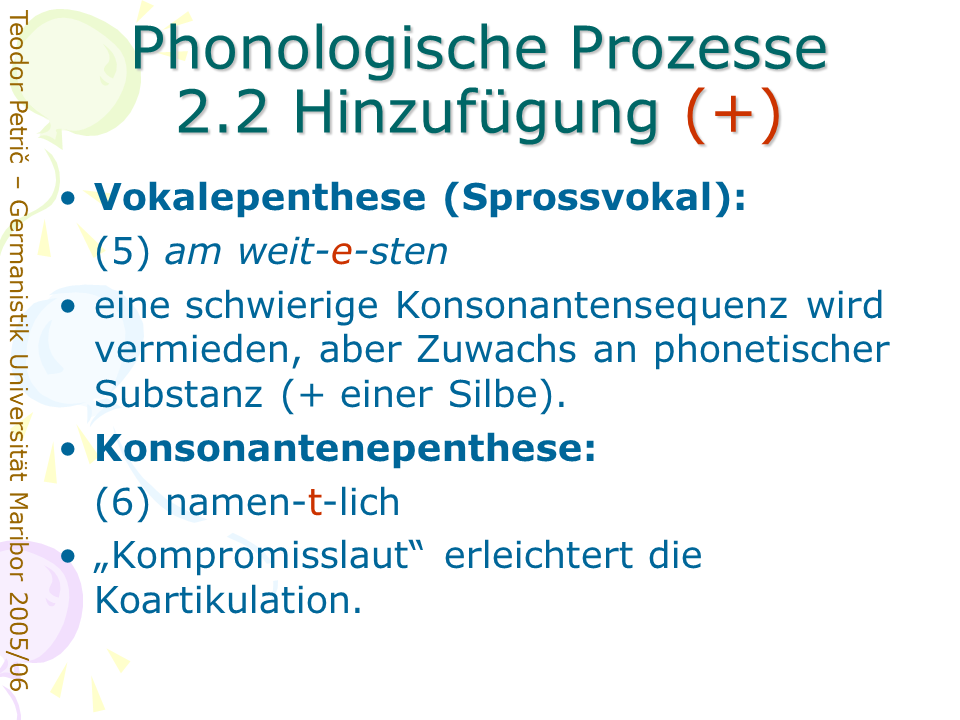 Phonologische Prozesse
2.2 Hinzufügung (+)
• Vokalepenthese (Sprossvokal):
(5) am weit-e-sten
• eine schwierige Konsonantensequenz wird
vermieden, aber Zuwachs an phonetischer
Substanz (+ einer Silbe).
• Konsonantenepenthese:
(6) namen-t-lich
• „Kompromisslaut“ erleichtert die
Koartikulation.
Teodor Petrič – Germanistik Universität Maribor 2005/06